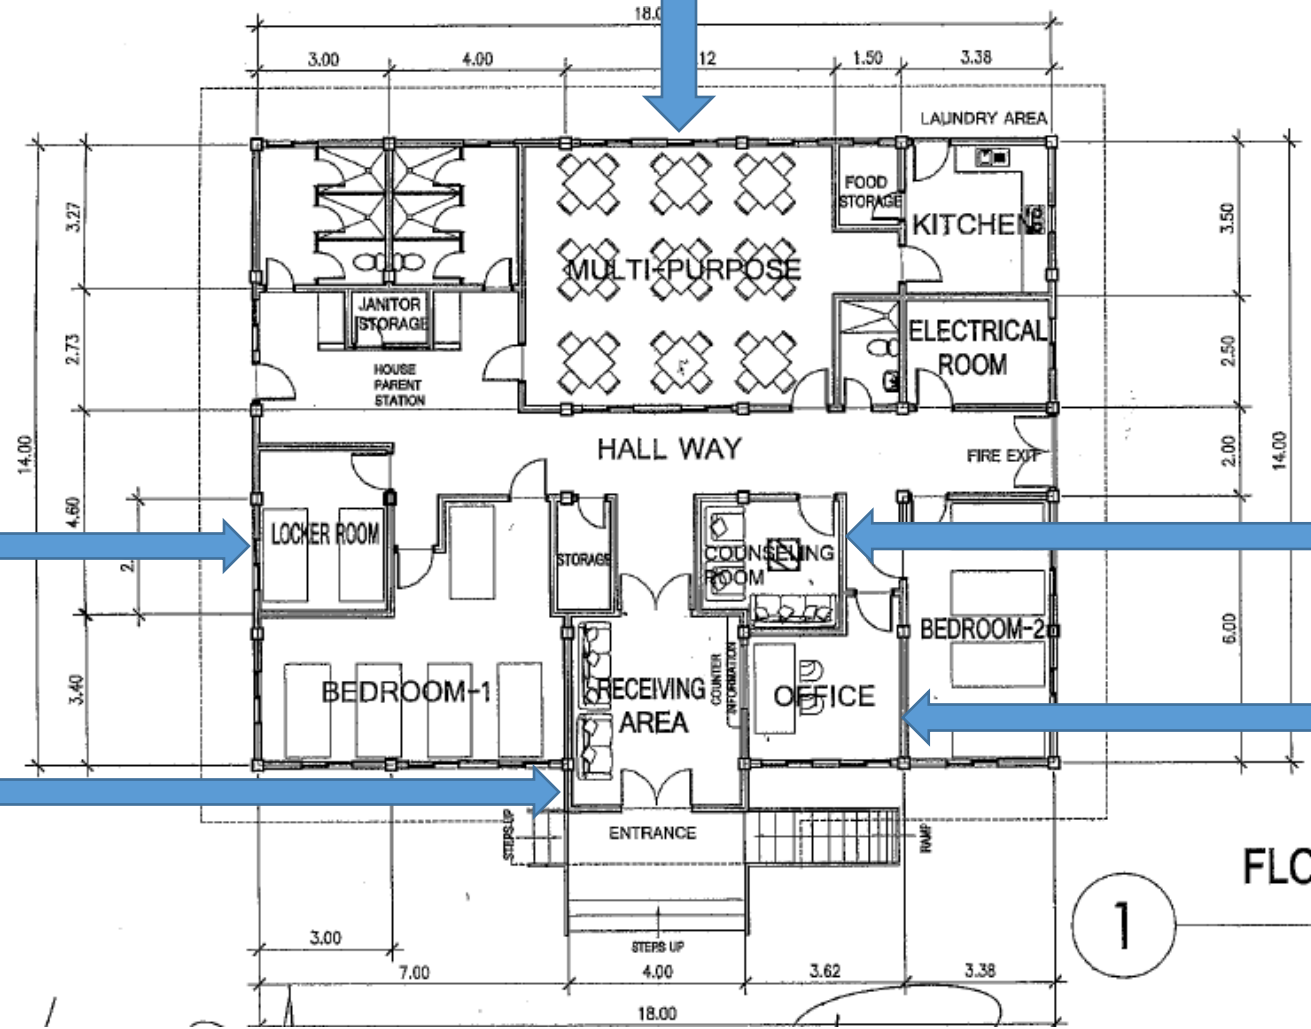 18.0
3.00
4.00
12
1.50
3.38
LAUNDRY AREA
3.27
2.73
14.00
4.60
2.
3.40
FOOD
STORAGE
KITCHEN
MULTI-PURPOSE
JANITOR
STORAGE
HOUSE
PARENT
STATION
ELECTRICAL
ROOM
HALL WAY
FIRE EXIT
3.50
2.50
2.00
14.00
6.00
LOCKER ROOM
STORAGE
COUNSELING
ROOM
BEDROOM-2
BEDROOM-1
RECEIVING
AREA
COUNTER
INFORMATION
OFFICE
STEPS UP
ENTRANCE
RAMP
STEPS UP
FLO
1
3.00
7.00
4.00
3.62
3.38
18.00